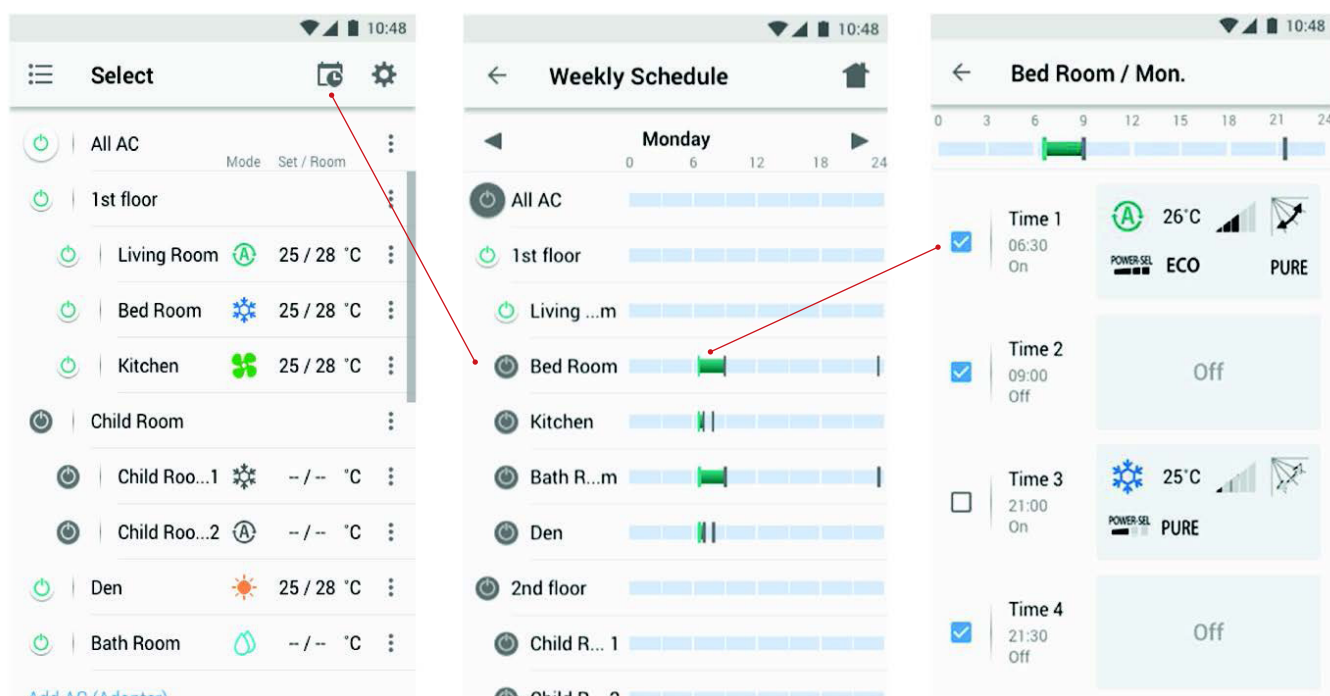 10:48
Select
All AC
Mode Set / Room
1st floor
Living Room A 25 / 28 °C
Bed Room 25 / 28 °C
Kitchen 25 / 28 °C
Child Room
Child Roo...1 -- / -- °C
Child Roo...2 A -- / -- °C
Den 25 / 28 °C
Bath Room -- / -- °C
Add AC (Adapter)
10:48
Weekly Schedule
Monday
0 6 12 18 24
All AC
1st floor
Living ...m
Bed Room
Kitchen
Bath R...m
Den
2nd floor
Child R... 1
Child R... 2
10:48
Bed Room / Mon.
0 3 6 9 12 15 18 21 24
Time 1
06:30
On
A 26°C
POWER-SEL ECO PURE
Time 2
09:00
Off
Off
Time 3
21:00
On
25°C
POWER-SEL PURE
Time 4
21:30
Off
Off